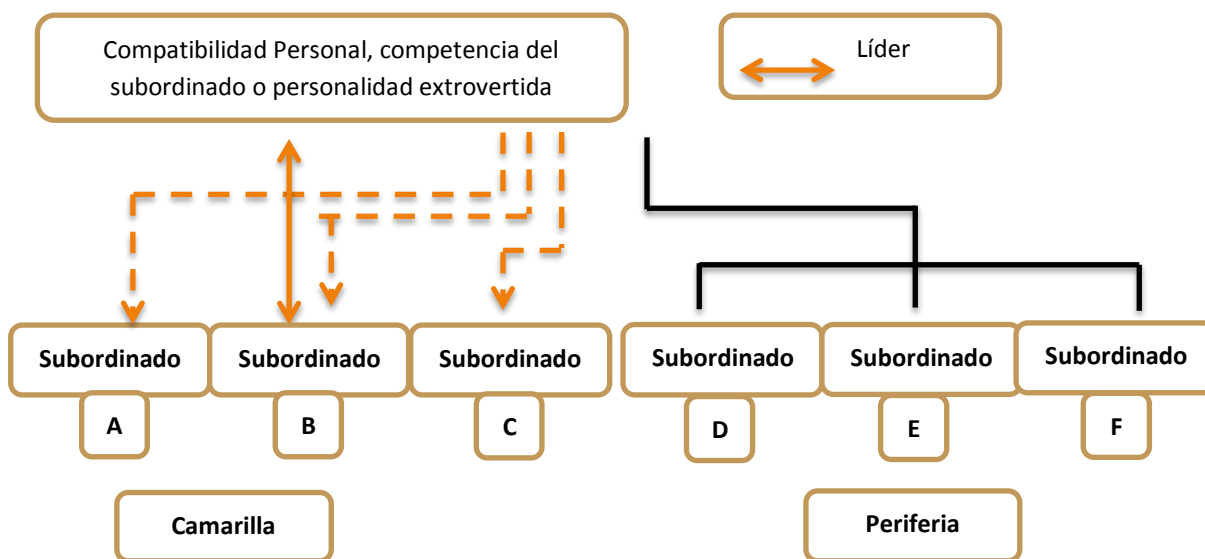 Compatibilidad Personal, competencia del
subordinado o personalidad extrovertida
Líder
Subordinado
Subordinado
Subordinado
Subordinado
Subordinado
Subordinado
A
B
C
D
E
F
Camarilla
Periferia